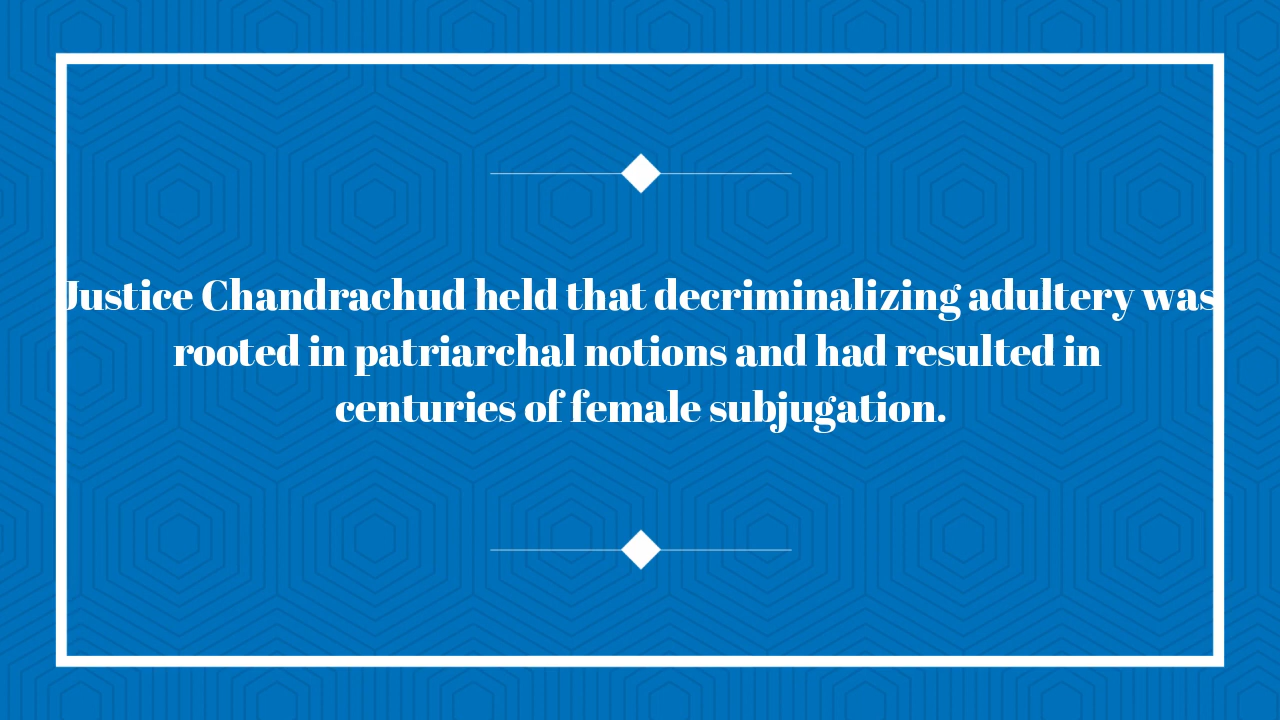 Justice Chandrachud held that decriminalizing adultery was
rooted in patriarchal notions and had resulted in
centuries of female subjugation.